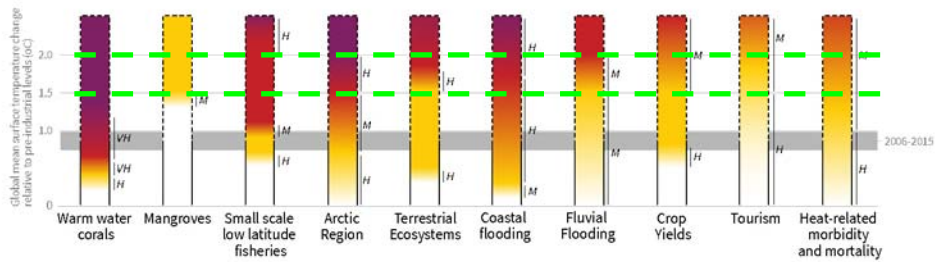 Global mean surface temperature change
relative to pre-industrial levels (oC)
2.0
1.5
1.0
0
H
M
H
H
M
H
M
H
M
H
VH
M
M
H
M
M
2006-2015
VH
H
H
H
H
M
H
H
H
Warm water
corals
Mangroves
Small scale
low latitude
fisheries
Arctic
Region
Terrestrial
Ecosystems
Coastal
flooding
Fluvial
Flooding
Crop
Yields
Tourism
Heat-related
morbidity
and mortality